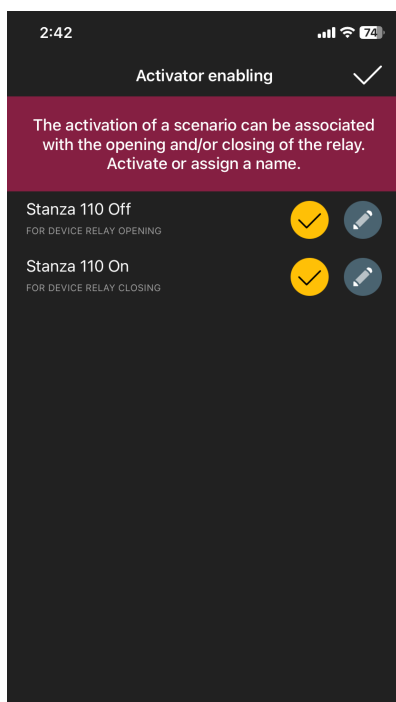 2:42
74
Activator enabling
The activation of a scenario can be associated
with the opening and/or closing of the relay.
Activate or assign a name.
Stanza 110 Off
FOR DEVICE RELAY OPENING
Stanza 110 On
FOR DEVICE RELAY CLOSING